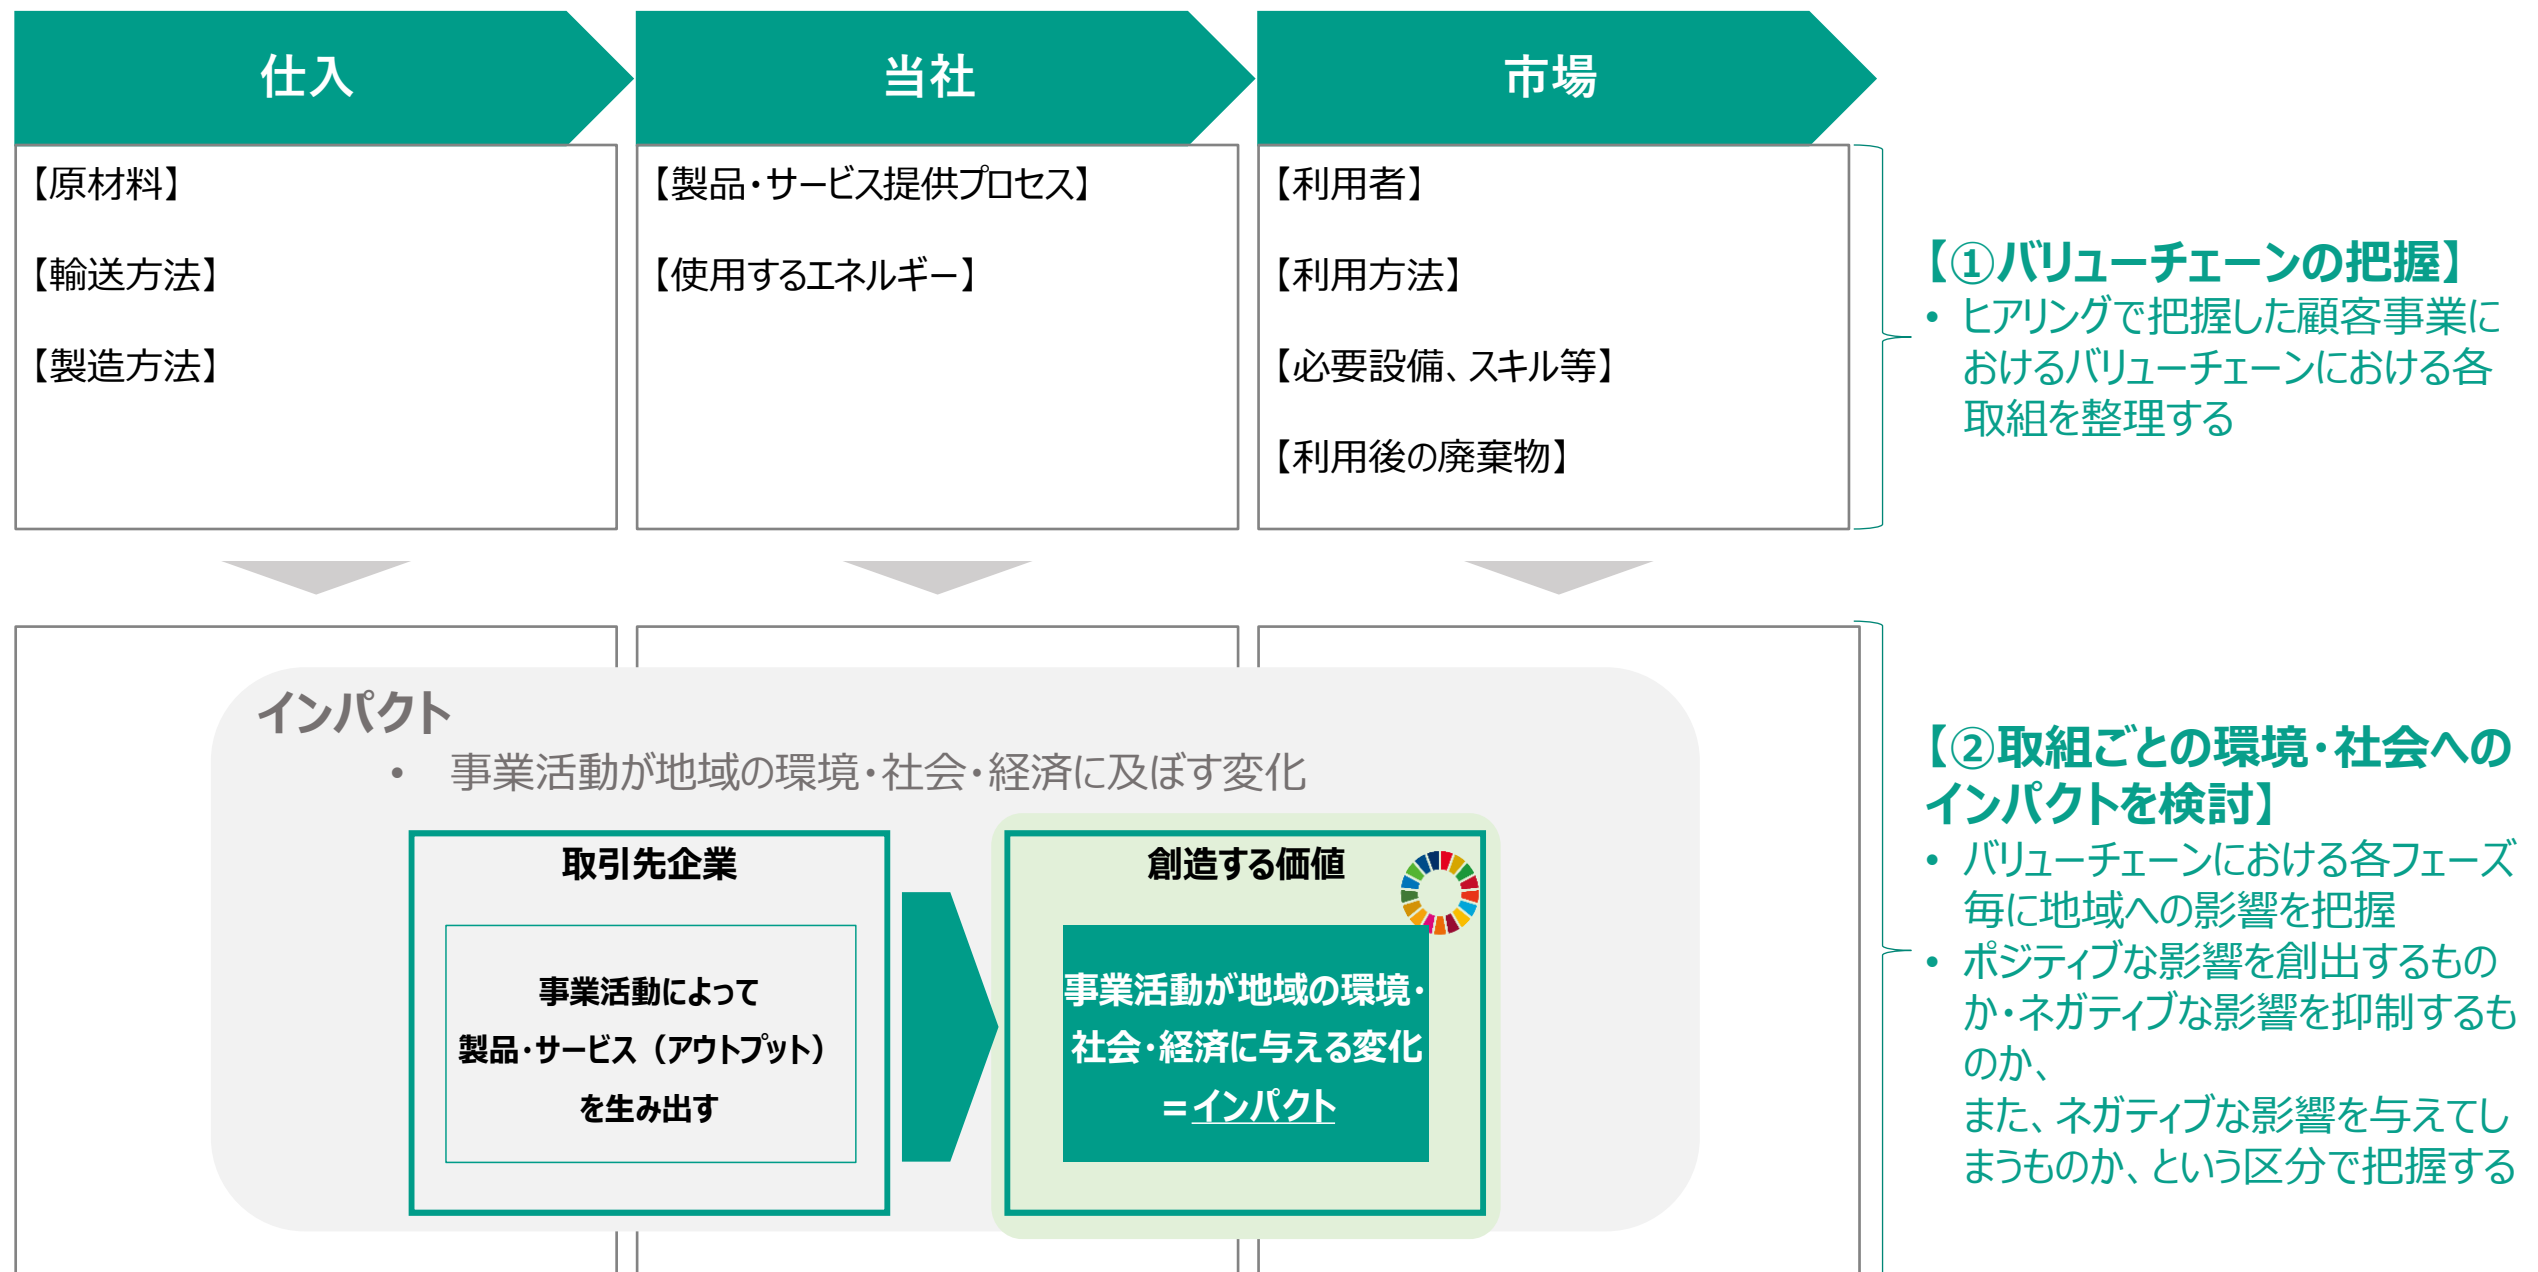 仕入
当社
市場
【原材料】
【輸送方法】
【製造方法】
【製品・サービス提供プロセス】
【使用するエネルギー】
【利用者】
【利用方法】
【必要設備、スキル等】
【利用後の廃棄物】
【①バリューチェーンの把握】
• ヒアリングで把握した顧客事業に
おけるバリューチェーンにおける各
取組を整理する
インパクト
• 事業活動が地域の環境・社会・経済に及ぼす変化
取引先企業
事業活動によって
製品・サービス（アウトプット）
を生み出す
創造する価値
事業活動が地域の環境・
社会・経済に与える変化
＝インパクト
【②取組ごとの環境・社会への
インパクトを検討】
• バリューチェーンにおける各フェーズ
毎に地域への影響を把握
• ポジティブな影響を創出するもの
か・ネガティブな影響を抑制するも
のか、
また、ネガティブな影響を与えてし
まうものか、という区分で把握する